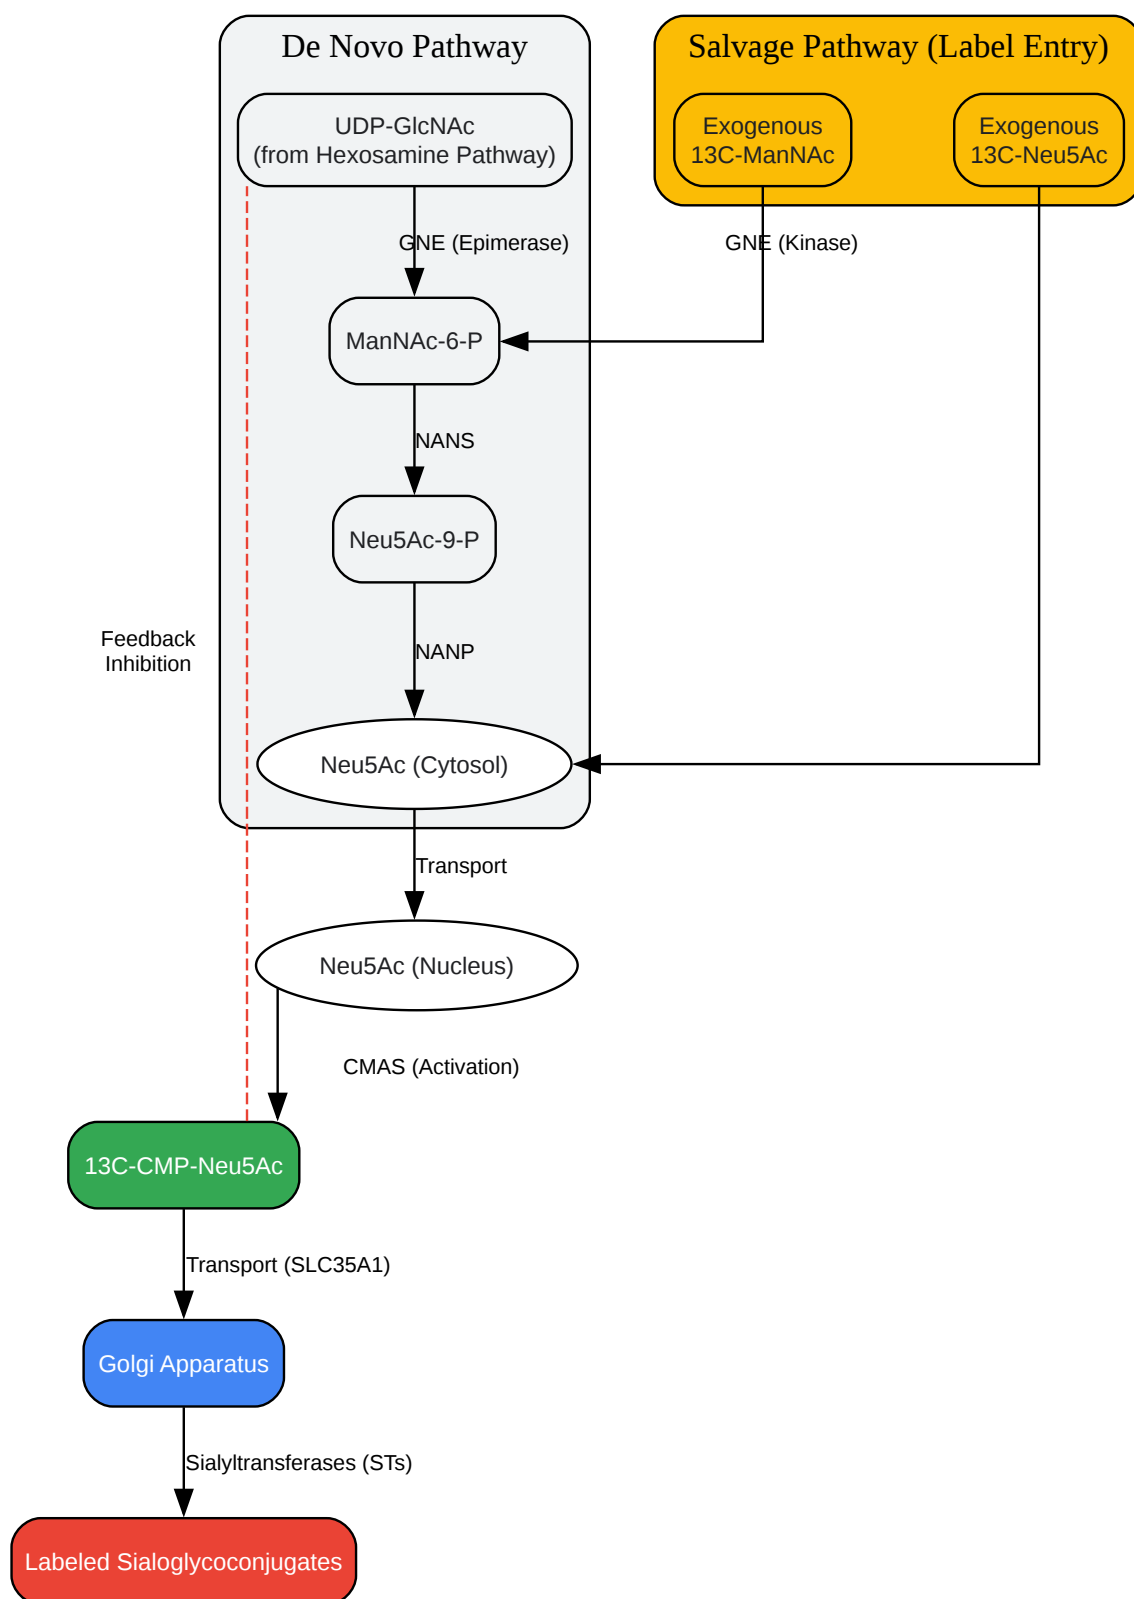 De Novo Pathway
Salvage Pathway (Label Entry)
UDP-GlcNAc
(from Hexosamine Pathway)
Exogenous
13C-ManNAc
Exogenous
13C-Neu5Ac
GNE (Epimerase)
GNE (Kinase)
ManNAc-6-P
NANS
Neu5Ac-9-P
Feedback
Inhibition
NANP
Neu5Ac (Cytosol)
Transport
Neu5Ac (Nucleus)
CMAS (Activation)
13C-CMP-Neu5Ac
Transport (SLC35A1)
Golgi Apparatus
Sialyltransferases (STs)
Labeled Sialoglycoconjugates